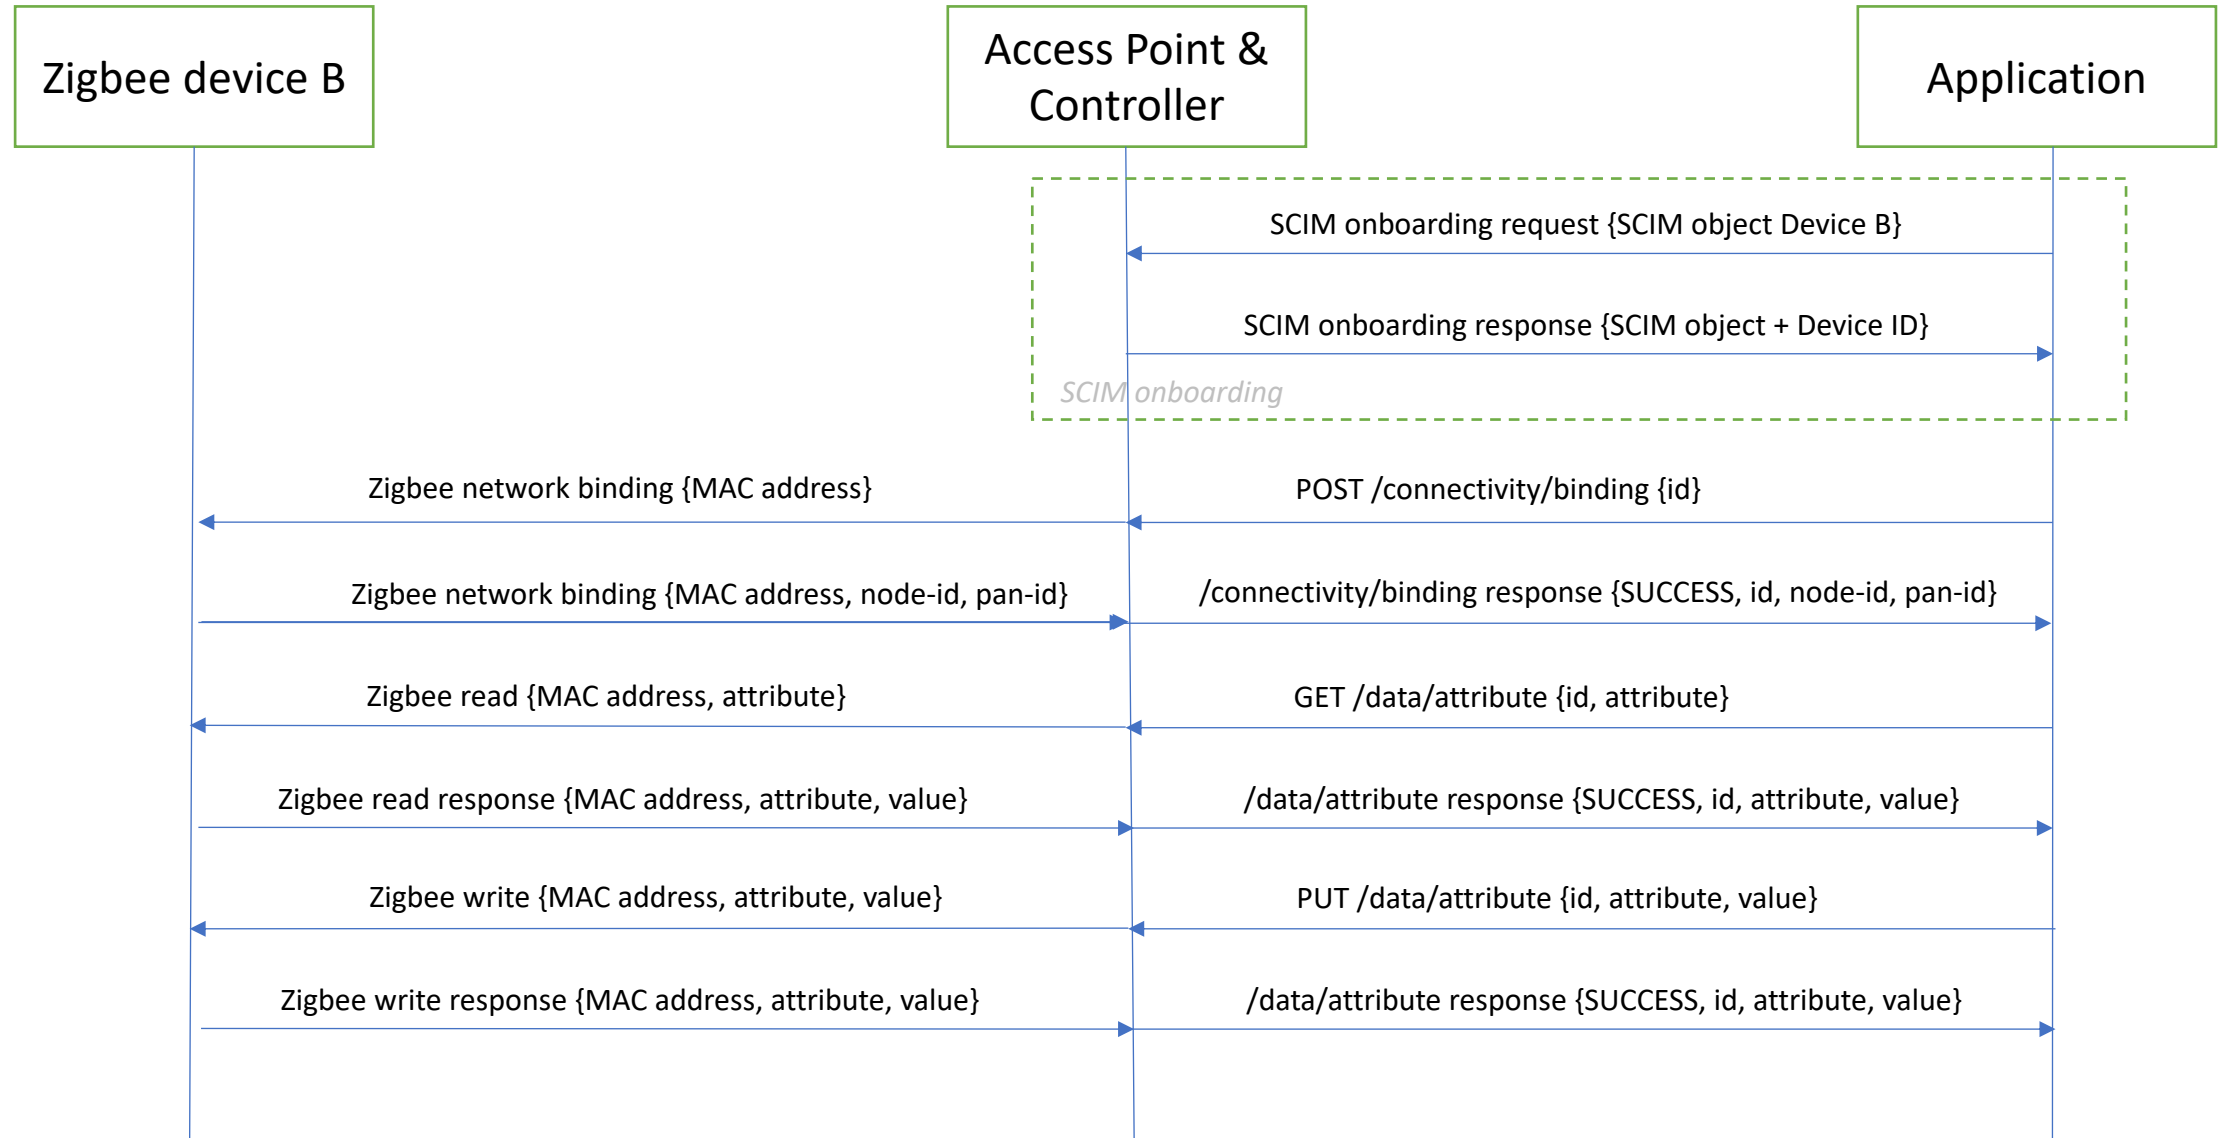 Zigbee device B
Access Point &
Controller
Application
SCIM onboarding request {SCIM object Device B}
SCIM onboarding response {SCIM object + Device ID}
SCIM onboarding
Zigbee network binding {MAC address}
POST /connectivity/binding {id}
Zigbee network binding {MAC address, node-id, pan-id}
/connectivity/binding response {SUCCESS, id, node-id, pan-id}
Zigbee read {MAC address, attribute}
GET /data/attribute {id, attribute}
Zigbee read response {MAC address, attribute, value}
/data/attribute response {SUCCESS, id, attribute, value}
Zigbee write {MAC address, attribute, value}
PUT /data/attribute {id, attribute, value}
Zigbee write response {MAC address, attribute, value}
/data/attribute response {SUCCESS, id, attribute, value}